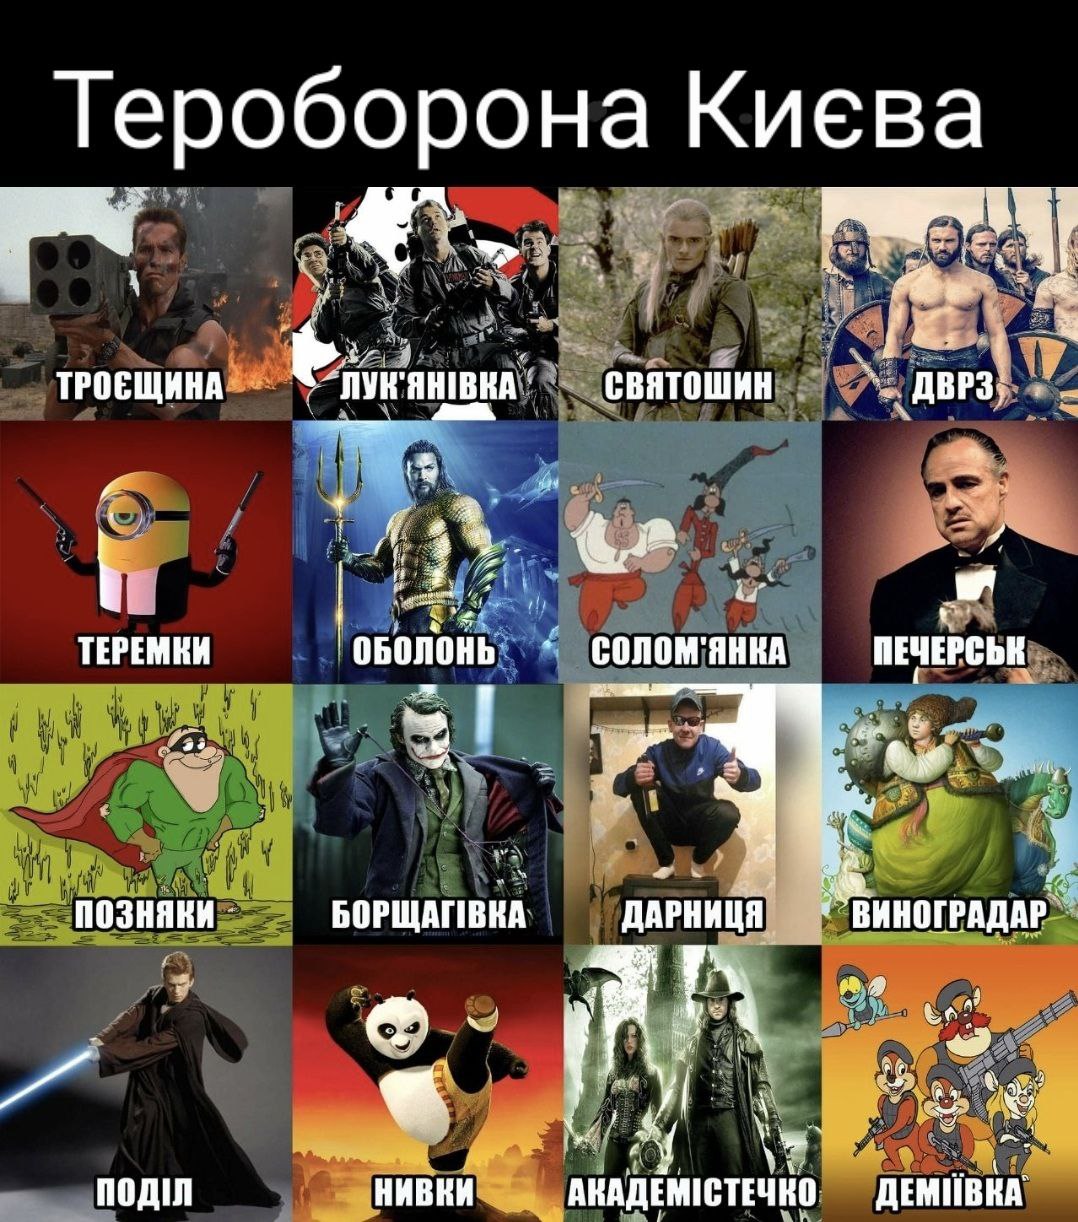 Тероборона Києва
ТРОЄЩИНА
ЛУК'ЯНІВКА
СВЯТОШИН
ДВРЗ
ТЕРЕМКИ
ОБОЛОНЬ
СОЛОМ'ЯНКА
ПЕЧЕРСЬК
ПОЗНЯКИ
БОРЩАГІВКА
ДАРНИЦЯ
ВИНОГРАДАР
ПОДІЛ
НИВКИ
АКАДЕМІСТЕЧКО
ДЕМІЇВКА